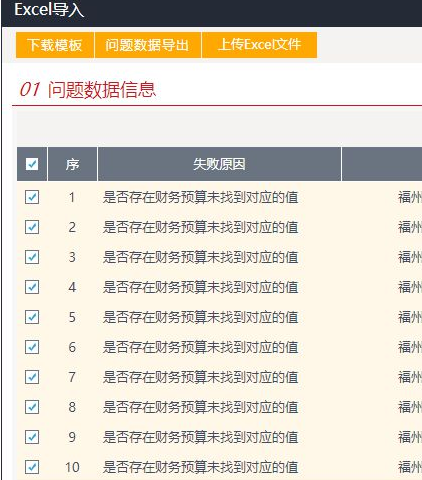 Excel导入
下载模板 问题数据导出 上传Excel文件
01 问题数据信息
序 失败原因
1 是否存在财务预算未找到对应的值 福州
2 是否存在财务预算未找到对应的值 福州
3 是否存在财务预算未找到对应的值 福州
4 是否存在财务预算未找到对应的值 福州
5 是否存在财务预算未找到对应的值 福州
6 是否存在财务预算未找到对应的值 福州
7 是否存在财务预算未找到对应的值 福州
8 是否存在财务预算未找到对应的值 福州
9 是否存在财务预算未找到对应的值 福州
10 是否存在财务预算未找到对应的值 福州